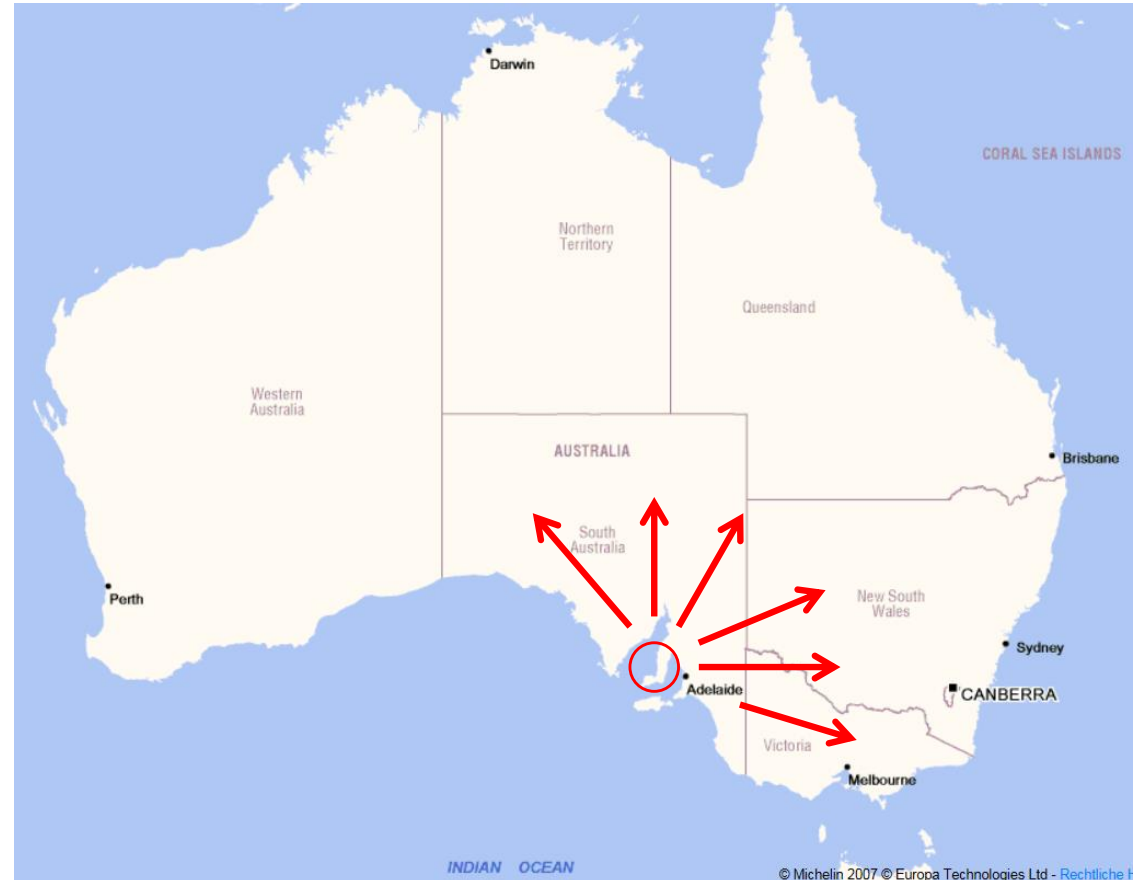 Darwin
CORAL SEA ISLANDS
Northern
Territory
Queensland
Western
Australia
AUSTRALIA
Brisbane
South
Australia
Perth
New South
Wales
Sydney
Adelaide
CANBERRA
Victoria
Melbourne
INDIAN OCEAN
© Michelin 2007 © Europa Technologies Ltd - Rechtliche H